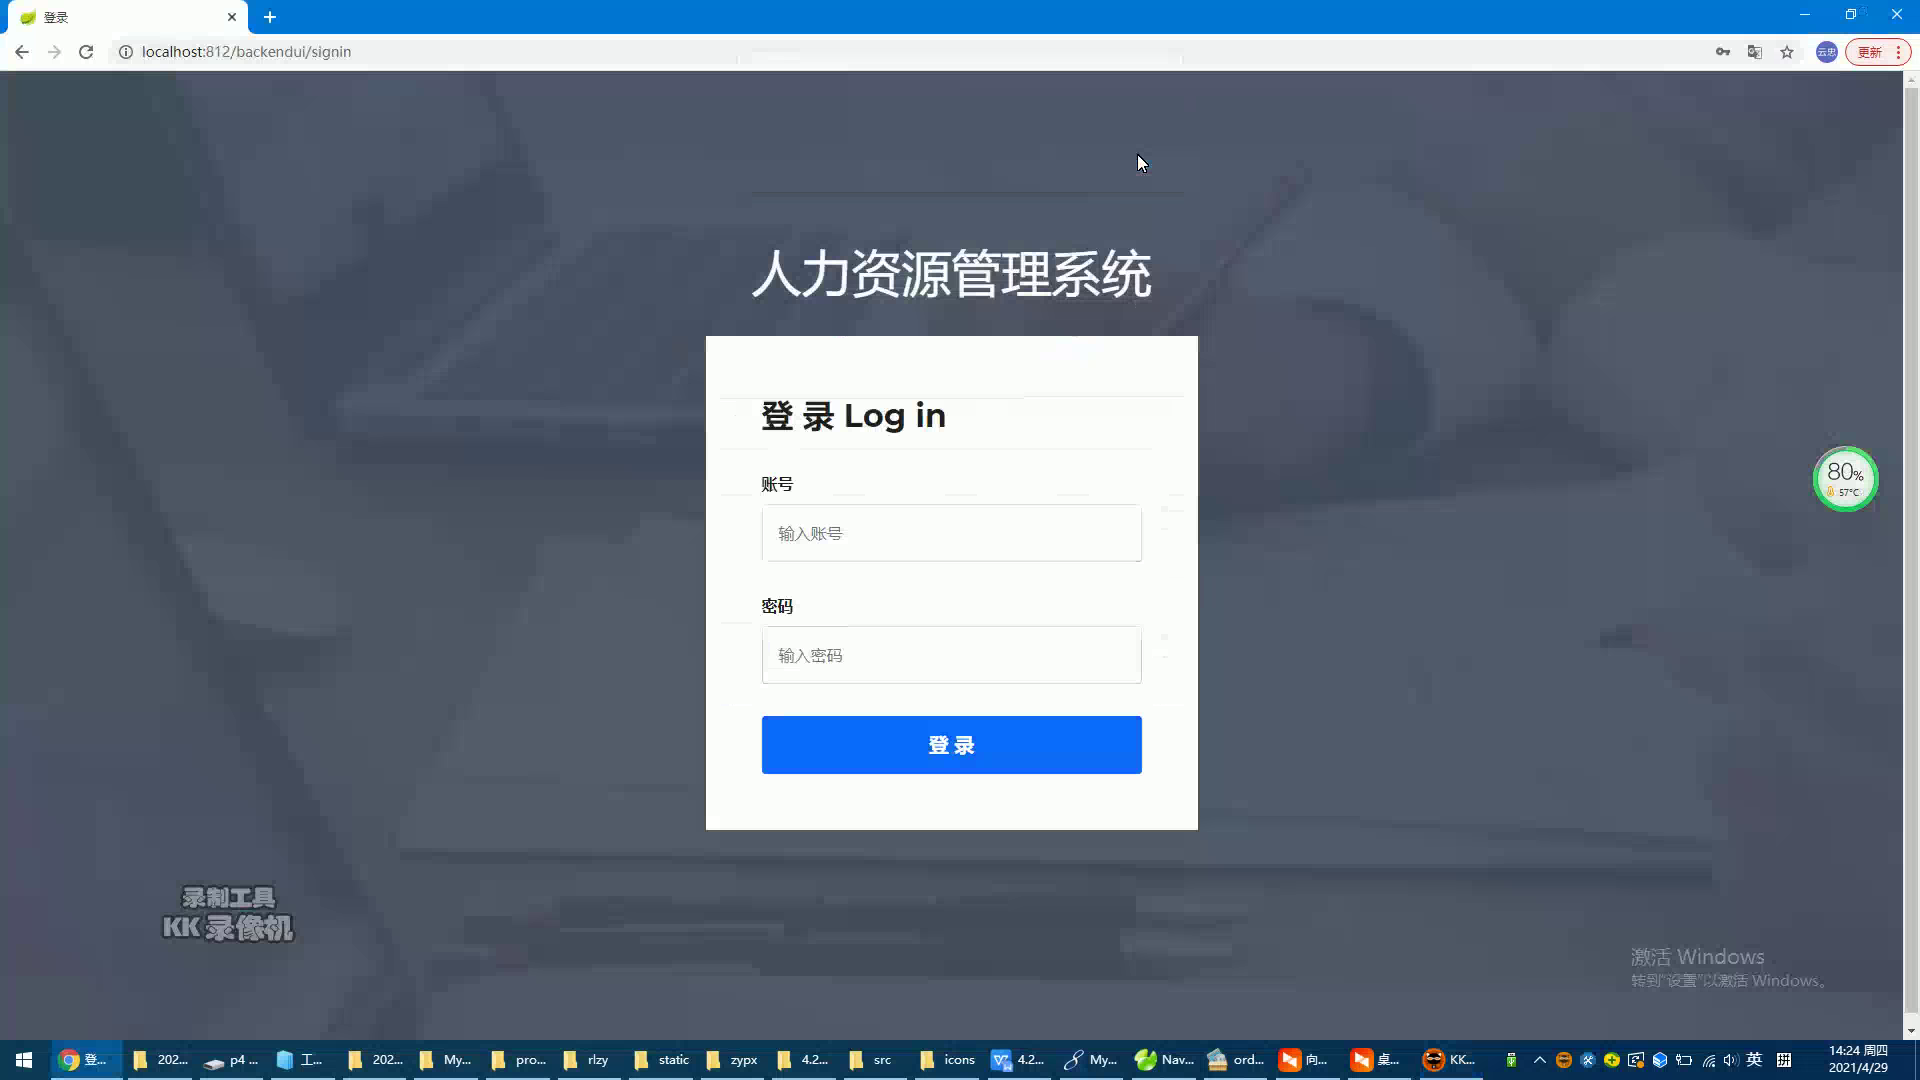 登录
localhost:812/backendui/signin
更新
人力资源管理系统
登 录 Log in
账号
输入账号
密码
输入密码
登 录
80%
57°C
录制工具
KK 录像机
激活 Windows
转到"设置"以激活 Windows。
登... 202... p4 ... 工... 202... My... pro... rlzy static zypx 4.2... src icons 4.2... My... Nav... ord... 向... 桌... KK... 英 拼
14:24 周四
2021/4/29